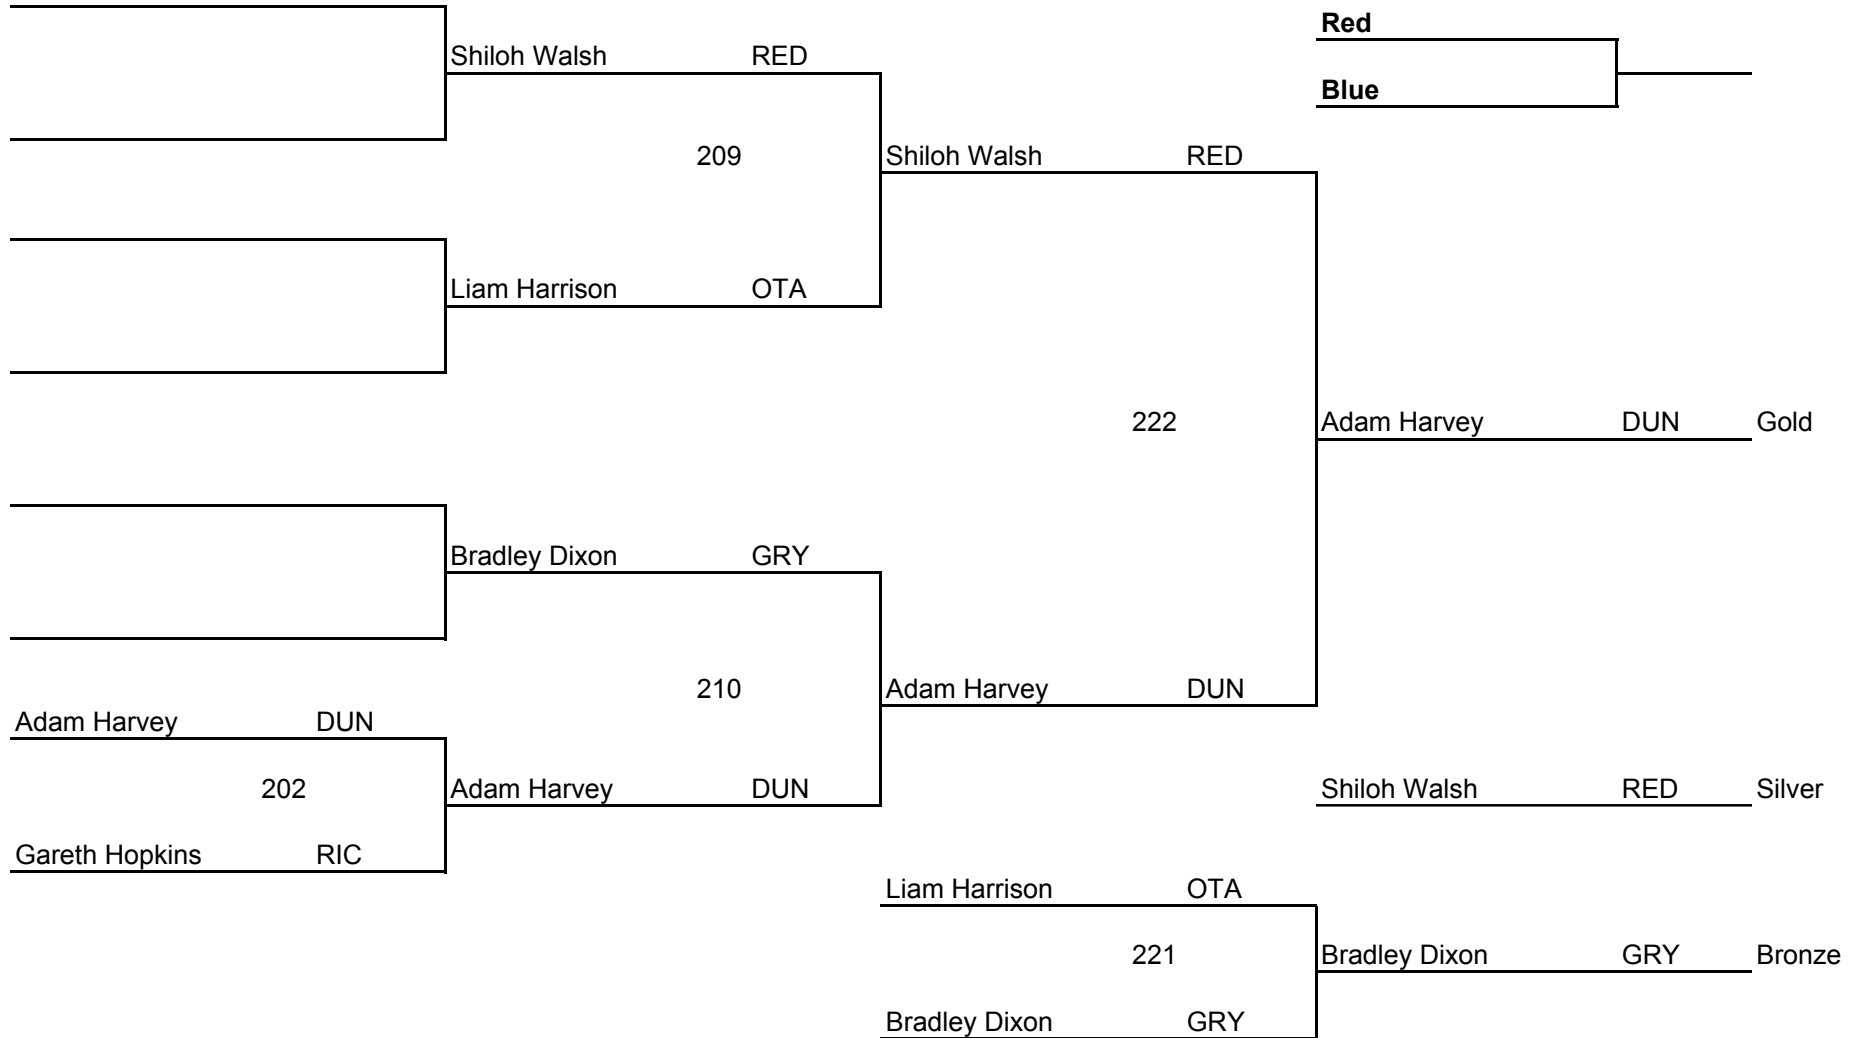 Red
Shiloh Walsh RED
Blue
209 Shiloh Walsh RED
Liam Harrison OTA
222 Adam Harvey DUN Gold
Bradley Dixon GRY
210 Adam Harvey DUN
Adam Harvey DUN
202 Adam Harvey DUN Shiloh Walsh RED Silver
Gareth Hopkins RIC
Liam Harrison OTA
221 Bradley Dixon GRY Bronze
Bradley Dixon GRY